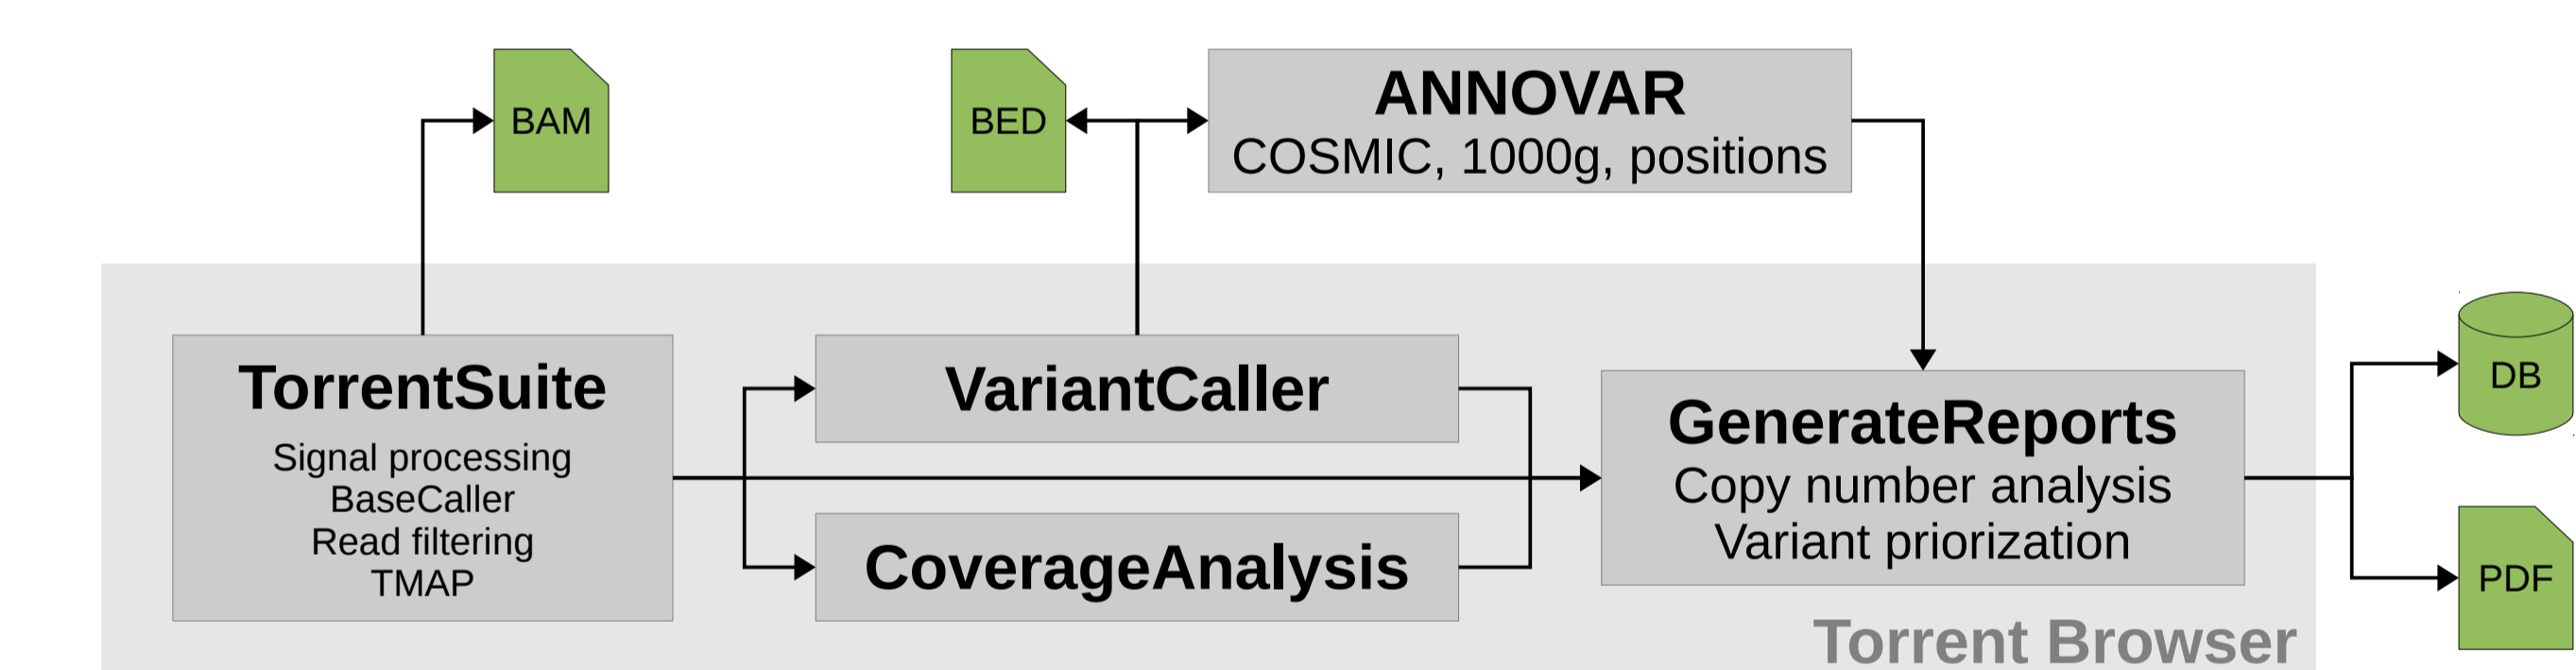 BAM
BED
ANNOVAR
COSMIC, 1000g, positions
TorrentSuite
Signal processing
BaseCaller
Read filtering
TMAP
VariantCaller
CoverageAnalysis
GenerateReports
Copy number analysis
Variant priorization
DB
PDF
Torrent Browser